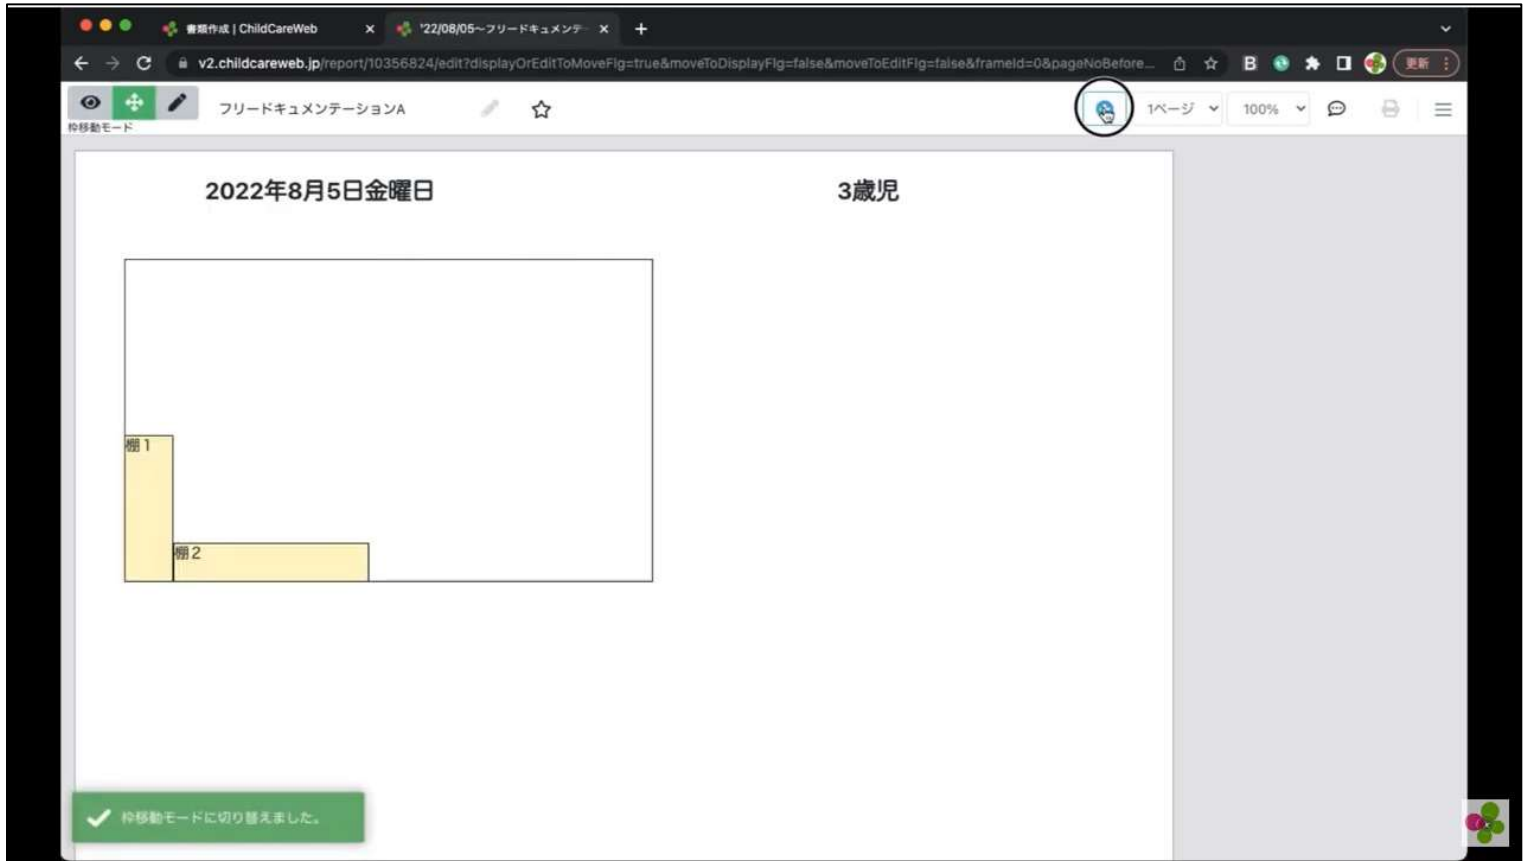 書類作成 | ChildCareWeb
'22/08/05～フリードキュメンテ
v2.childcareweb.jp/report/10356824/edit?displayOrEditToMoveFlg=true&moveToDisplayFlg=false&moveToEditFlg=false&frameId=0&pageNoBefore...
B
更新
フリードキュメンテーションA
1ページ
100%
枠移動モード
2022年8月5日金曜日
3歳児
棚1
棚2
枠移動モードに切り替えました。